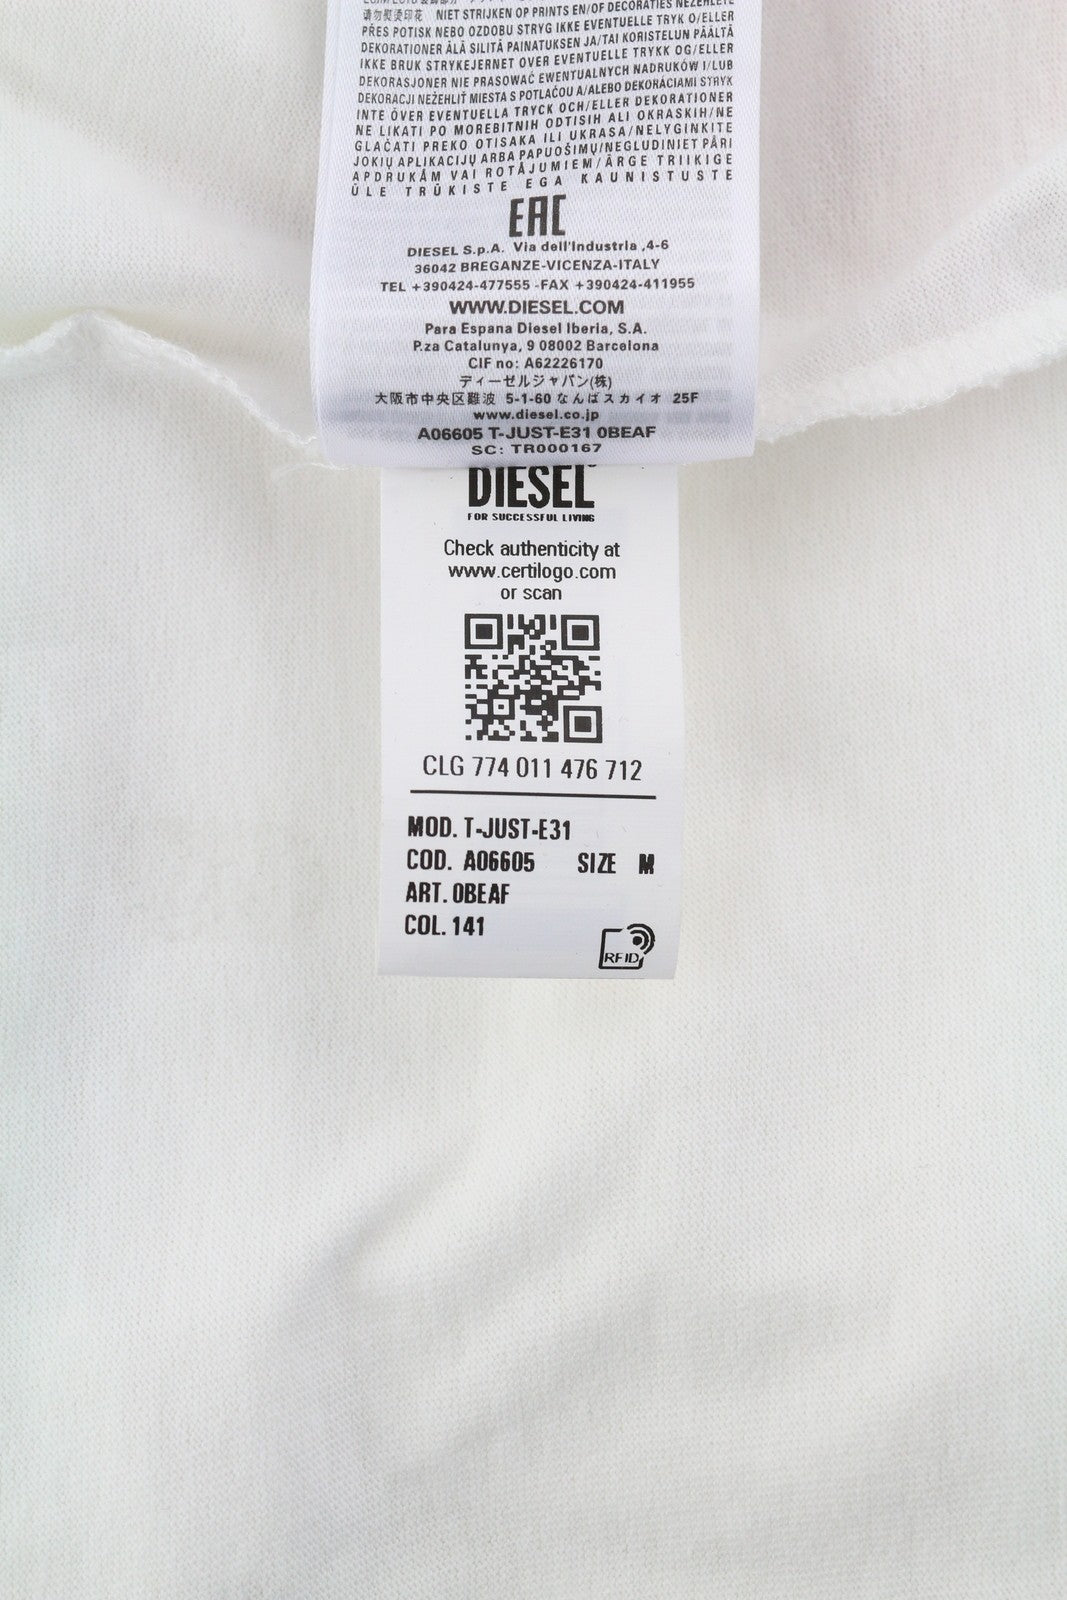 请勿熨烫印花 NIET STRIJKEN OP PRINTS EN/OF DECORATIES NEŽEHLETE
PŘES POTISK NEBO OZDOBU STRYG IKKE EVENTUELLE TRYK O/ELLER
DEKORATIONER ÄLÄ SILITÄ PAINATUKSEN JA/TAI KORISTELUN PÄÄLTÄ
IKKE BRUK STRYKEJERNET OVER EVENTUELLE TRYKK OG/ELLER
DEKORASJONER NIE PRASOWAĆ EWENTUALNYCH NADRUKÓW I/LUB
DEKORACJI NEŽEHLIŤ MIESTA S POTLAČOU A/ALEBO DEKORÁCIAMI STRYK
INTE ÖVER EVENTUELLA TRYCK OCH/ELLER DEKORATIONER
NE LIKATI PO MOREBITNIH ODTISIH ALI OKRASKIH/NE
GLAČATI PREKO OTISAKA ILI UKRASA/NELYGINKITE
JOKIŲ APLIKACIJŲ ARBA PAPUOŠIMŲ/NEGLUDINIET PĀRI
APDRUKĀM VAI ROTĀJUMIEM/ÄRGE TRIIKIGE
ÜLE TRÜKISTE EGA KAUNISTUSTE
EAC
DIESEL S.p.A. Via dell'Industria ,4-6
36042 BREGANZE-VICENZA-ITALY
TEL +390424-477555 -FAX +390424-411955
WWW.DIESEL.COM
Para Espana Diesel Iberia, S.A.
P.za Catalunya, 9 08002 Barcelona
CIF no: A62226170
ディーゼルジャパン(株)
大阪市中央区難波 5-1-60 なんばスカイオ 25F
www.diesel.co.jp
A06605 T-JUST-E31 0BEAF
SC: TR000167
DIESEL
FOR SUCCESSFUL LIVING
Check authenticity at
www.certilogo.com
or scan
CLG 774 011 476 712
MOD. T-JUST-E31
COD. A06605 SIZE M
ART. 0BEAF
COL. 141
RFID